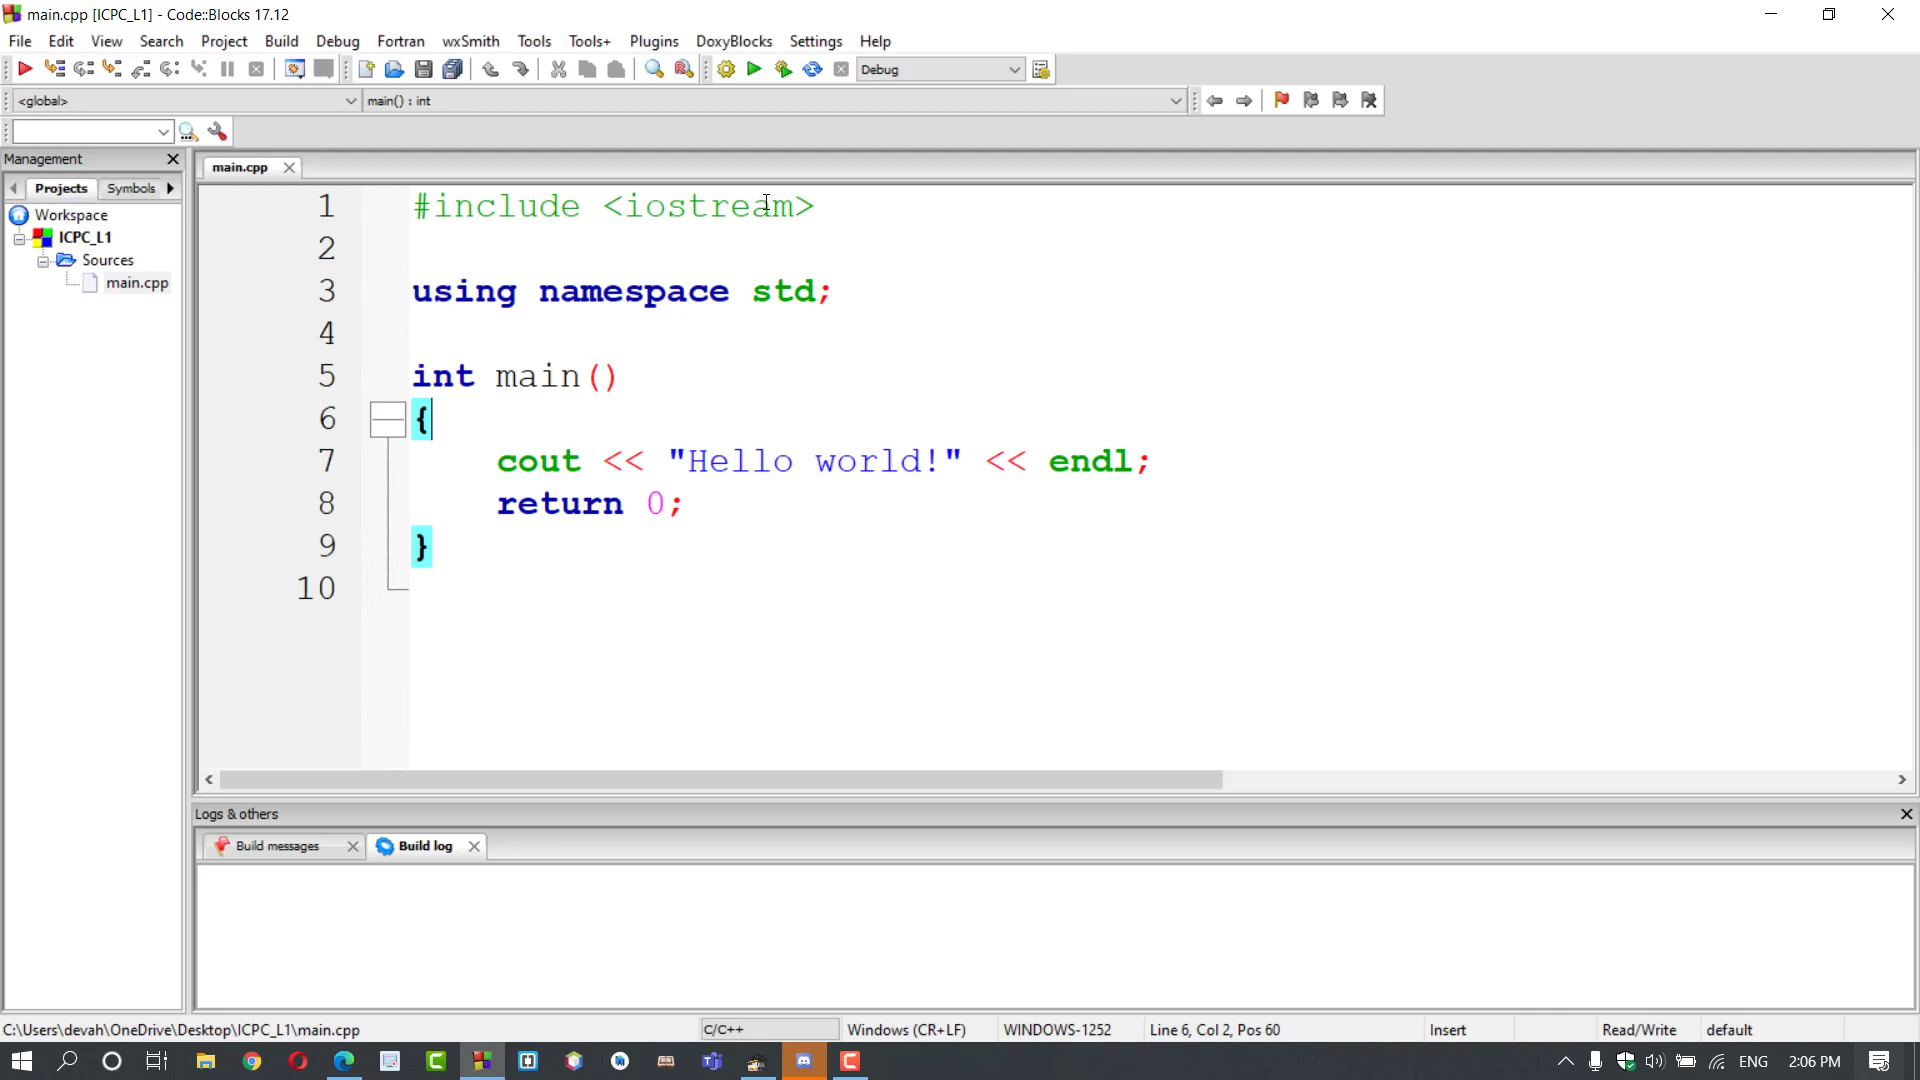 main.cpp [ICPC_L1] - Code::Blocks 17.12
File Edit View Search Project Build Debug Fortran wxSmith Tools Tools+ Plugins DoxyBlocks Settings Help
Debug
<global> main() : int
Management
Projects Symbols
Workspace
ICPC_L1
Sources
main.cpp
main.cpp
1 #include <iostream>
2
3 using namespace std;
4
5 int main()
6 {
7 cout << "Hello world!" << endl;
8 return 0;
9 }
10
Logs & others
Build messages Build log
C:\Users\devah\OneDrive\Desktop\ICPC_L1\main.cpp C/C++ Windows (CR+LF) WINDOWS-1252 Line 6, Col 2, Pos 60 Insert Read/Write default
ENG 2:06 PM